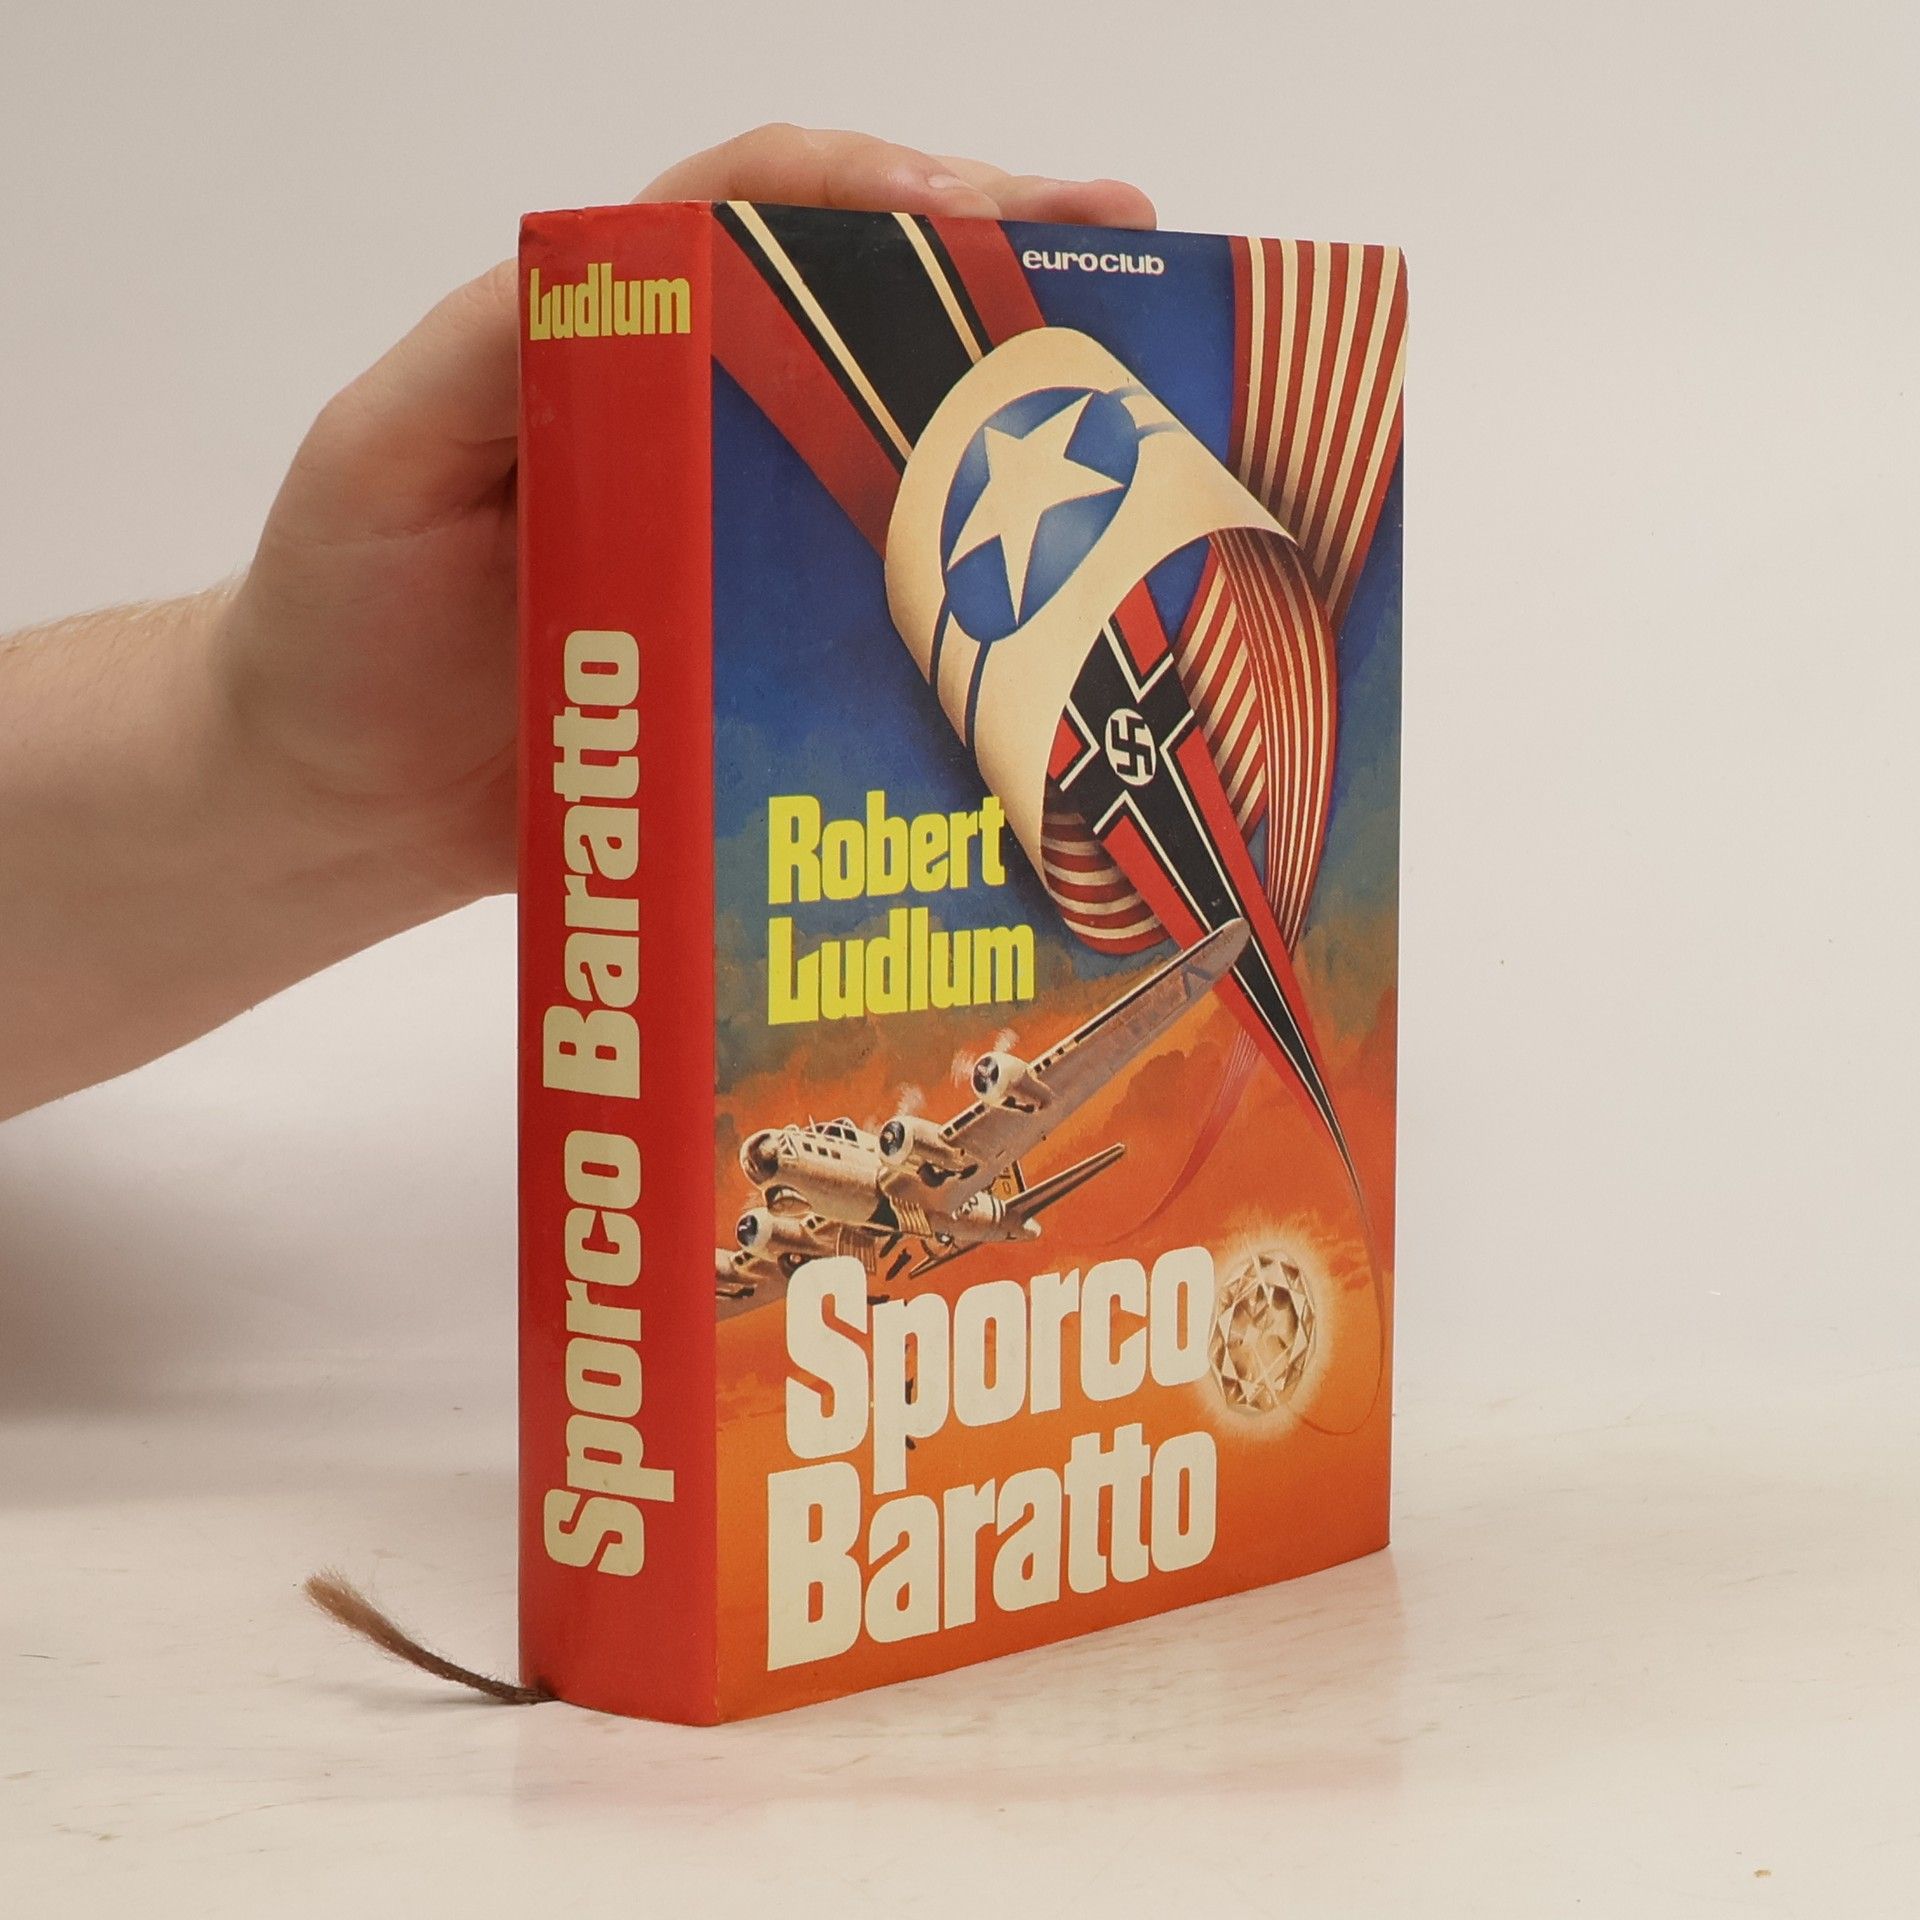 Ludlum
Sporco Baratto
euroclub
Robert
Ludlum
Sporco
Baratto